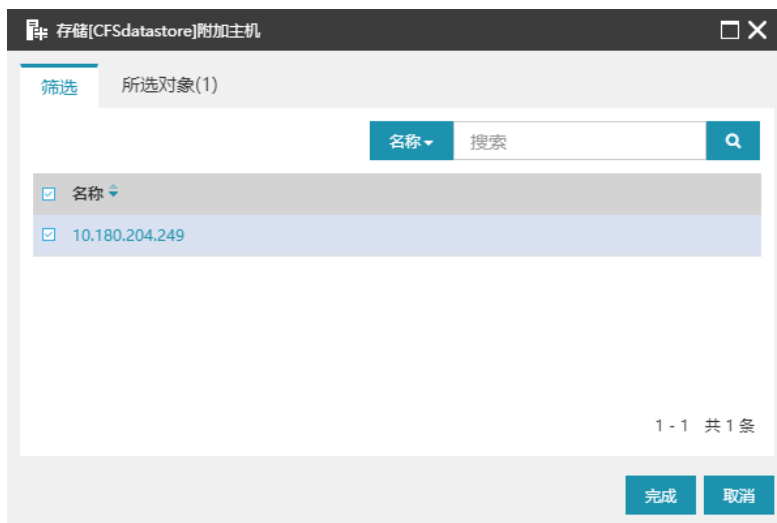 存储[CFSdatastore]附加主机
筛选 所选对象(1)
名称 搜索
名称
10.180.204.249
1 - 1 共 1 条
完成 取消